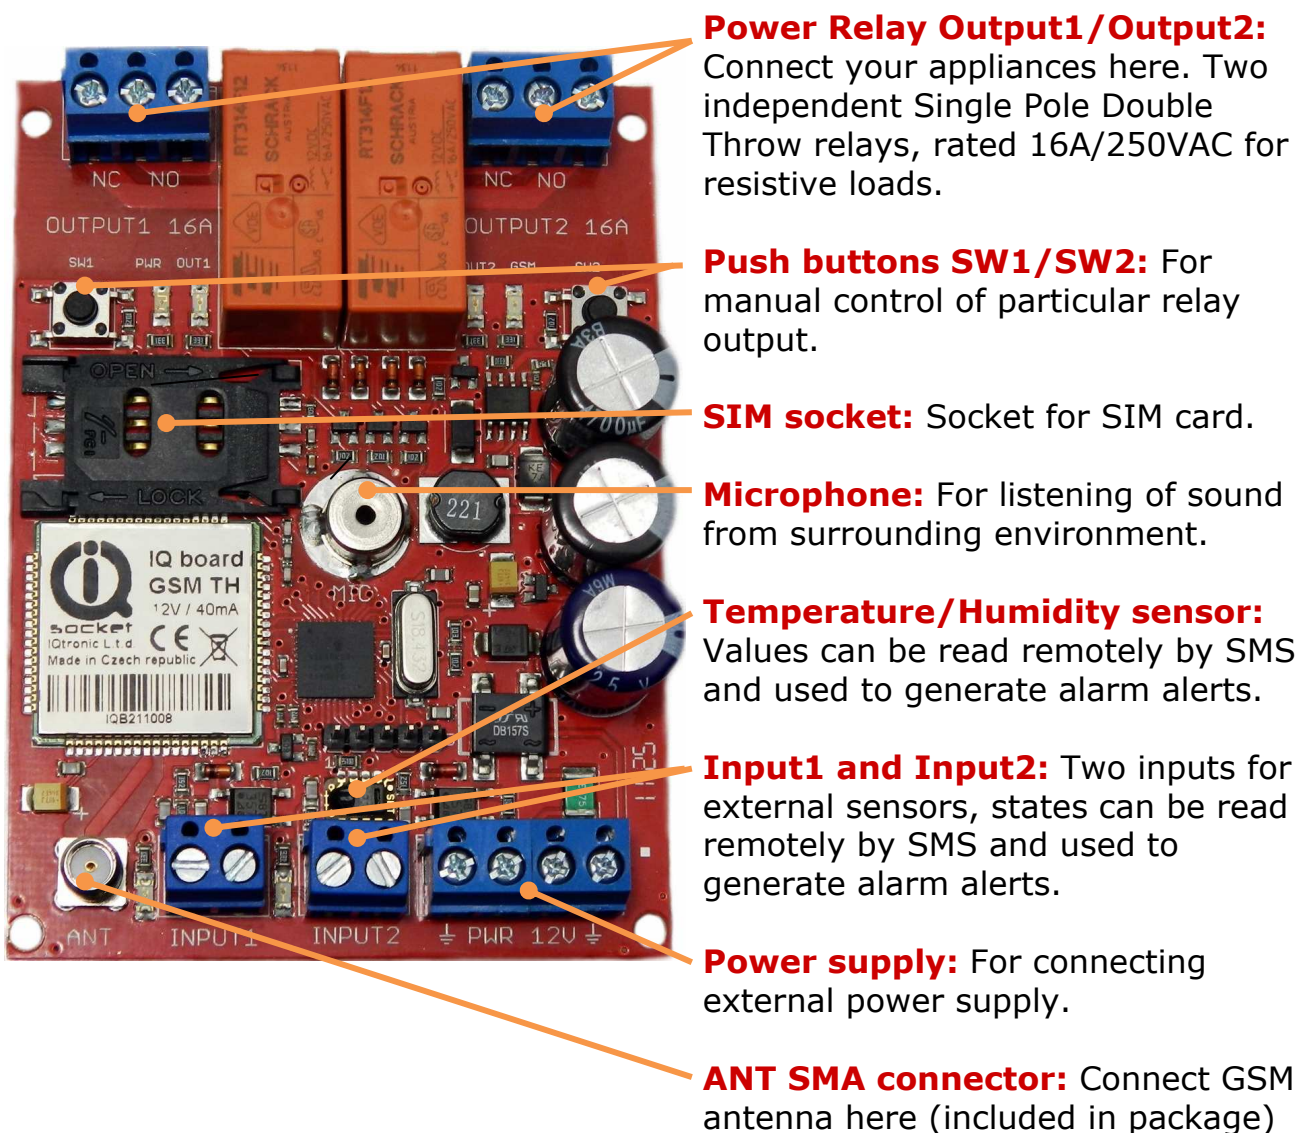 Power Relay Output1/Output2:
Connect your appliances here. Two
independent Single Pole Double
Throw relays, rated 16A/250VAC for
resistive loads.
Push buttons SW1/SW2: For
manual control of particular relay
output.
SIM socket: Socket for SIM card.
Microphone: For listening of sound
from surrounding environment.
Temperature/Humidity sensor:
Values can be read remotely by SMS
and used to generate alarm alerts.
Input1 and Input2: Two inputs for
external sensors, states can be read
remotely by SMS and used to
generate alarm alerts.
Power supply: For connecting
external power supply.
ANT SMA connector: Connect GSM
antenna here (included in package)
NC NO
NC NO
OUTPUT1 16A
OUTPUT2 16A
SW1 PWR OUT1
GSM
SCHRACK
AUSTRIA
12VDC
16A/250VAC
SCHRACK
AUSTRIA
OPEN →
← LOCK
221
MIC
IQ board
GSM TH
12V / 40mA
socket
IQtronic L.t.d.
Made in Czech republic
CE
IQB211008
DB157S
ANT
INPUT1
INPUT2
PWR 12V